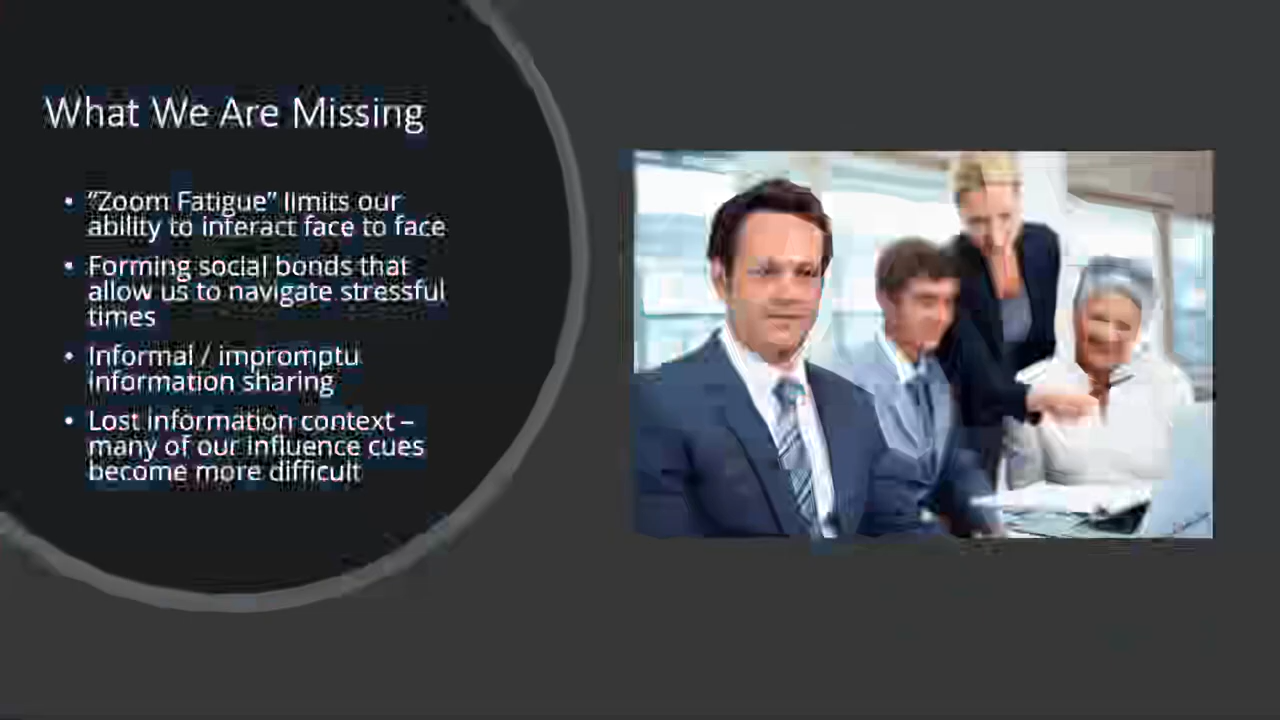 What We Are Missing
• "Zoom Fatigue" limits our
ability to interact face to face
• Forming social bonds that
allow us to navigate stressful
times
• Informal / impromptu
information sharing
• Lost information context –
many of our influence cues
become more difficult